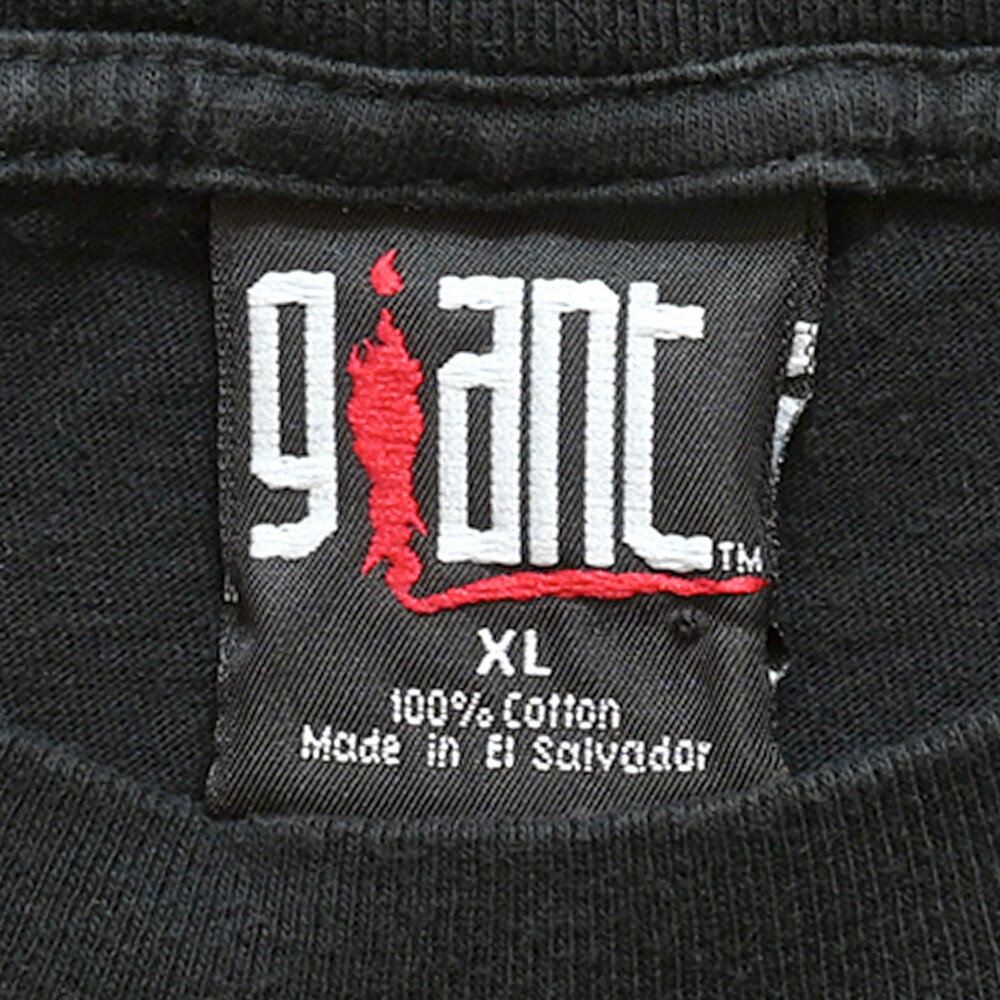 giant™
XL
100% Cotton
Made in El Salvador